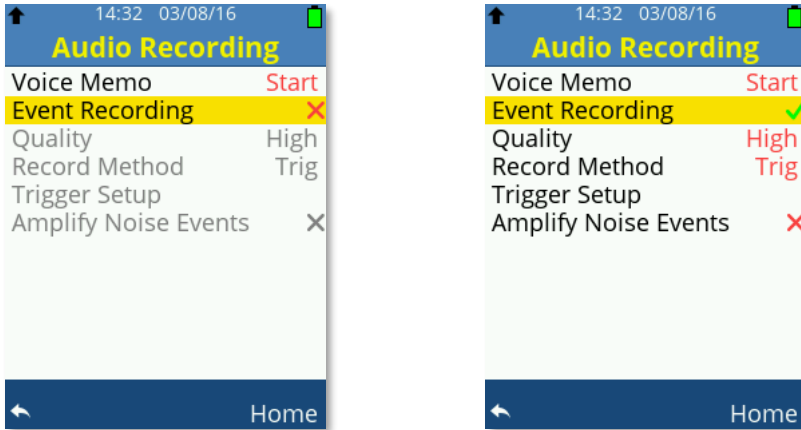 14:32 03/08/16
Audio Recording
Voice Memo Start
Event Recording
Quality High
Record Method Trig
Trigger Setup
Amplify Noise Events
Home
14:32 03/08/16
Audio Recording
Voice Memo Start
Event Recording
Quality High
Record Method Trig
Trigger Setup
Amplify Noise Events
Home